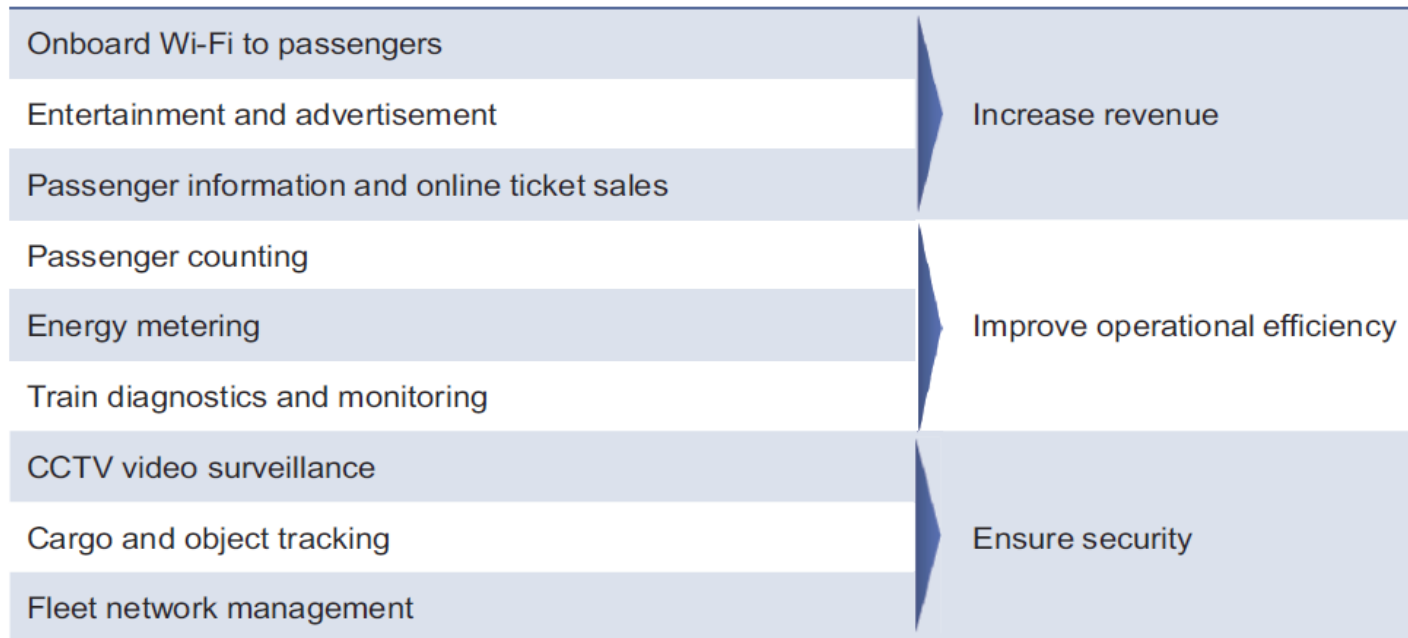 Onboard Wi-Fi to passengers
Entertainment and advertisement
Increase revenue
Passenger information and online ticket sales
Passenger counting
Energy metering
Improve operational efficiency
Train diagnostics and monitoring
CCTV video surveillance
Cargo and object tracking
Ensure security
Fleet network management